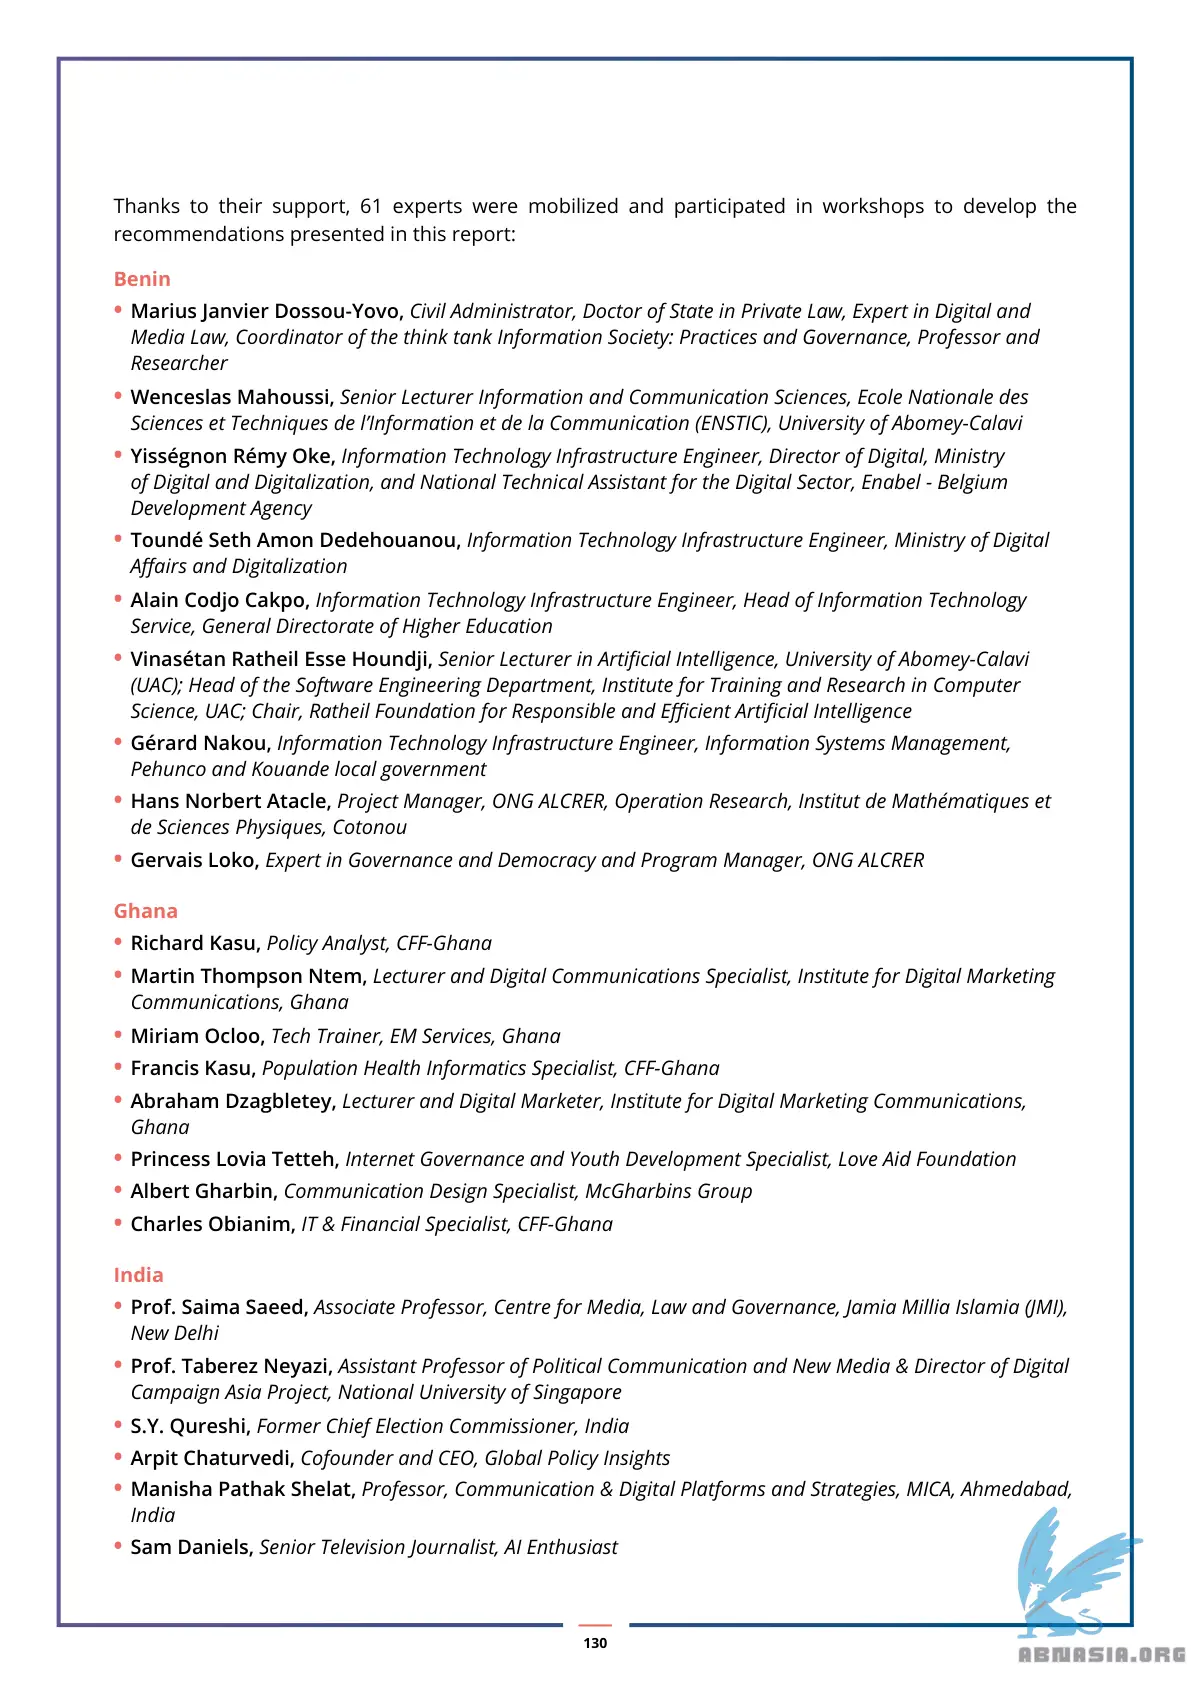 Thanks to their support, 61 experts were mobilized and participated in workshops to develop the
recommendations presented in this report:
Benin
• Marius Janvier Dossou-Yovo, Civil Administrator, Doctor of State in Private Law, Expert in Digital and
Media Law, Coordinator of the think tank Information Society: Practices and Governance, Professor and
Researcher
• Wenceslas Mahoussi, Senior Lecturer Information and Communication Sciences, Ecole Nationale des
Sciences et Techniques de l’Information et de la Communication (ENSTIC), University of Abomey-Calavi
• Yisségnon Rémy Oke, Information Technology Infrastructure Engineer, Director of Digital, Ministry
of Digital and Digitalization, and National Technical Assistant for the Digital Sector, Enabel - Belgium
Development Agency
• Toundé Seth Amon Dedehouanou, Information Technology Infrastructure Engineer, Ministry of Digital
Affairs and Digitalization
• Alain Codjo Cakpo, Information Technology Infrastructure Engineer, Head of Information Technology
Service, General Directorate of Higher Education
• Vinasétan Ratheil Esse Houndji, Senior Lecturer in Artificial Intelligence, University of Abomey-Calavi
(UAC); Head of the Software Engineering Department, Institute for Training and Research in Computer
Science, UAC; Chair, Ratheil Foundation for Responsible and Efficient Artificial Intelligence
• Gérard Nakou, Information Technology Infrastructure Engineer, Information Systems Management,
Pehunco and Kouande local government
• Hans Norbert Atacle, Project Manager, ONG ALCRER, Operation Research, Institut de Mathématiques et
de Sciences Physiques, Cotonou
• Gervais Loko, Expert in Governance and Democracy and Program Manager, ONG ALCRER
Ghana
• Richard Kasu, Policy Analyst, CFF-Ghana
• Martin Thompson Ntem, Lecturer and Digital Communications Specialist, Institute for Digital Marketing
Communications, Ghana
• Miriam Ocloo, Tech Trainer, EM Services, Ghana
• Francis Kasu, Population Health Informatics Specialist, CFF-Ghana
• Abraham Dzagbletey, Lecturer and Digital Marketer, Institute for Digital Marketing Communications,
Ghana
• Princess Lovia Tetteh, Internet Governance and Youth Development Specialist, Love Aid Foundation
• Albert Gharbin, Communication Design Specialist, McGharbins Group
• Charles Obianim, IT & Financial Specialist, CFF-Ghana
India
• Prof. Saima Saeed, Associate Professor, Centre for Media, Law and Governance, Jamia Millia Islamia (JMI),
New Delhi
• Prof. Taberez Neyazi, Assistant Professor of Political Communication and New Media & Director of Digital
Campaign Asia Project, National University of Singapore
• S.Y. Qureshi, Former Chief Election Commissioner, India
• Arpit Chaturvedi, Cofounder and CEO, Global Policy Insights
• Manisha Pathak Shelat, Professor, Communication & Digital Platforms and Strategies, MICA, Ahmedabad,
India
• Sam Daniels, Senior Television Journalist, AI Enthusiast
130
ABNASIA.ORG